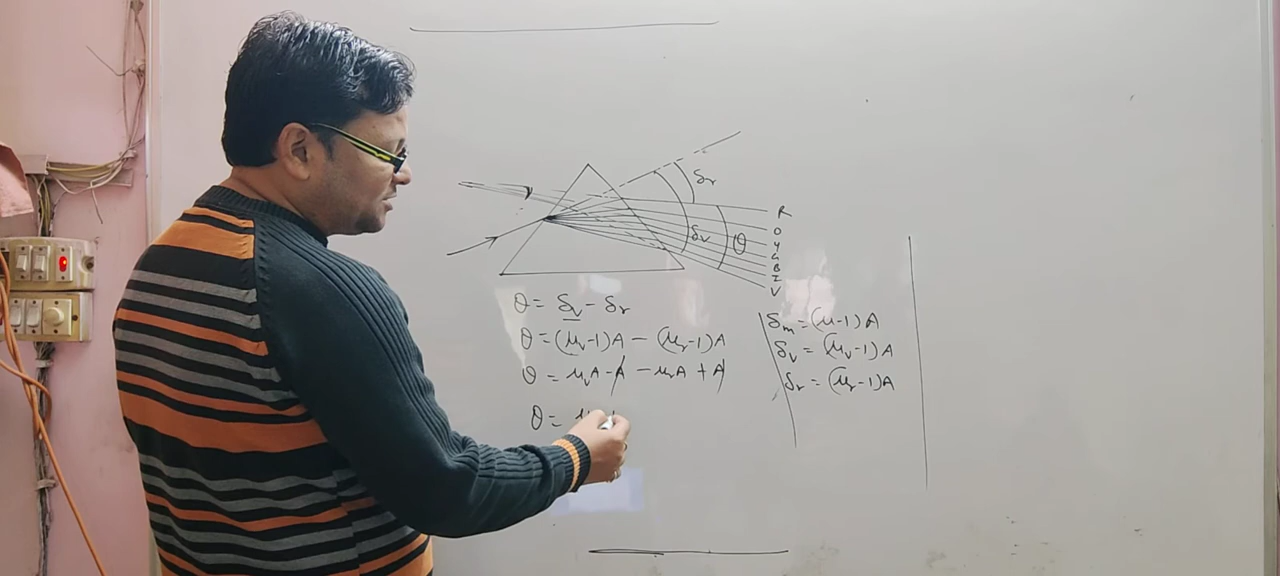 δr
R
O
Y
G
B
I
V
δv
θ
θ = δv - δr
θ = (μv-1)A - (μr-1)A
θ = μvA - A - μrA + A
θ = μ
δm = (μ-1)A
δv = (μv-1)A
δr = (μr-1)A